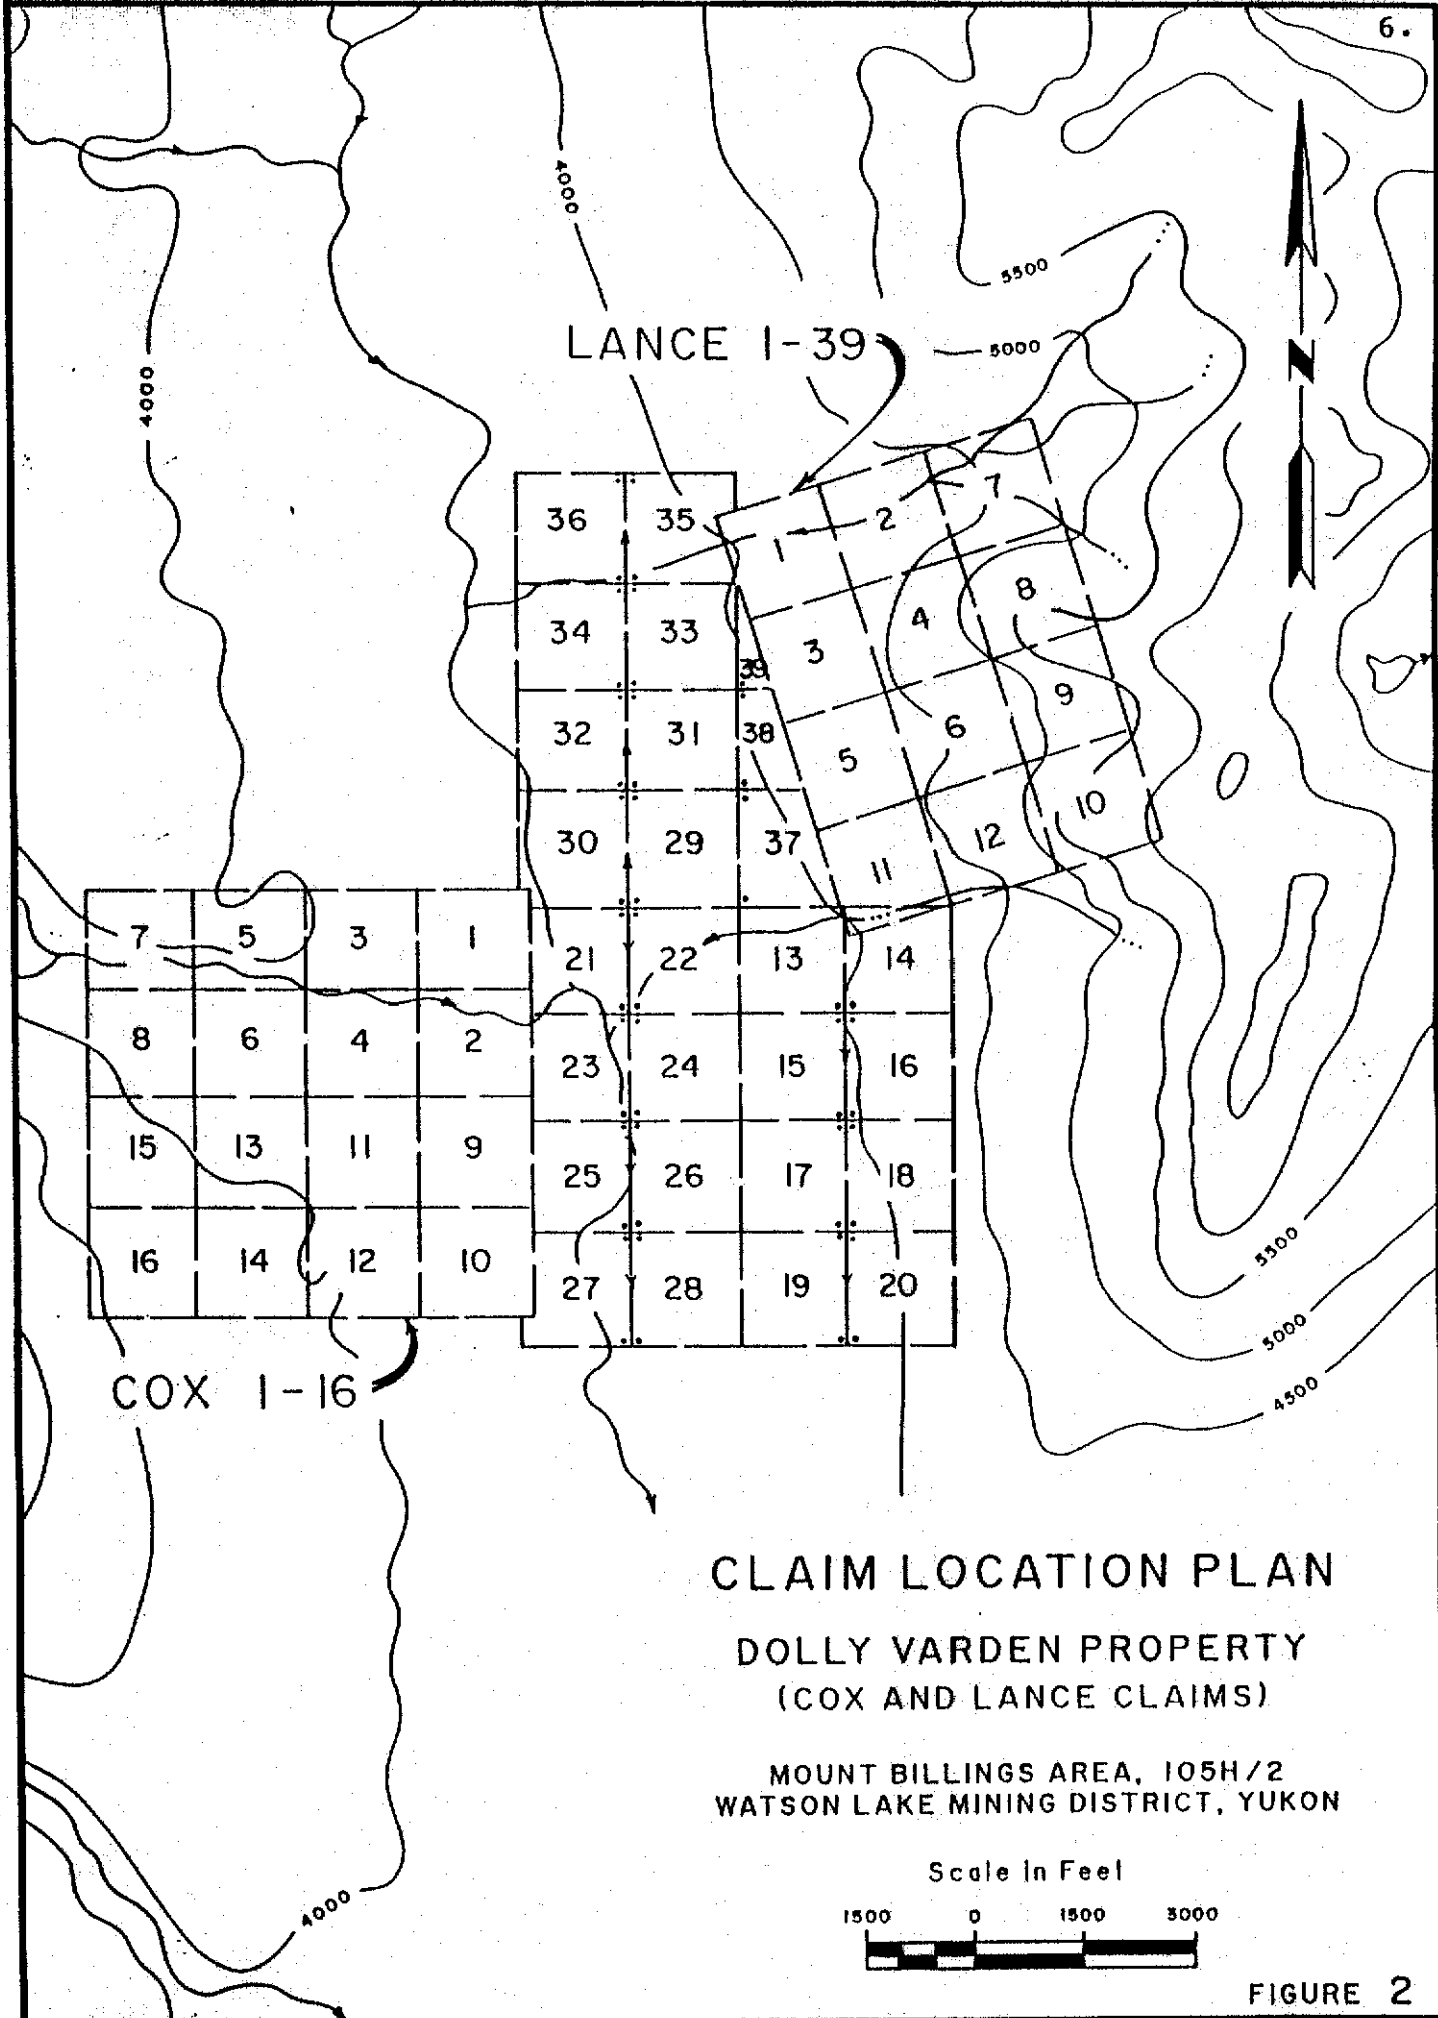 6.
4000
5500
N
LANCE 1-39
5000
4000
36 35
1 2 7
34 33
3 4 8
39
32 31 38
5 6 9
30 29 37
11 12 10
7 5 3 1
21 22 13 14
8 6 4 2
23 24 15 16
15 13 11 9
25 26 17 18
16 14 12 10
27 28 19 20
5500
5000
4500
COX 1-16
4000
CLAIM LOCATION PLAN
DOLLY VARDEN PROPERTY
(COX AND LANCE CLAIMS)
MOUNT BILLINGS AREA, 105H/2
WATSON LAKE MINING DISTRICT, YUKON
Scale In Feet
1500 0 1500 3000
FIGURE 2